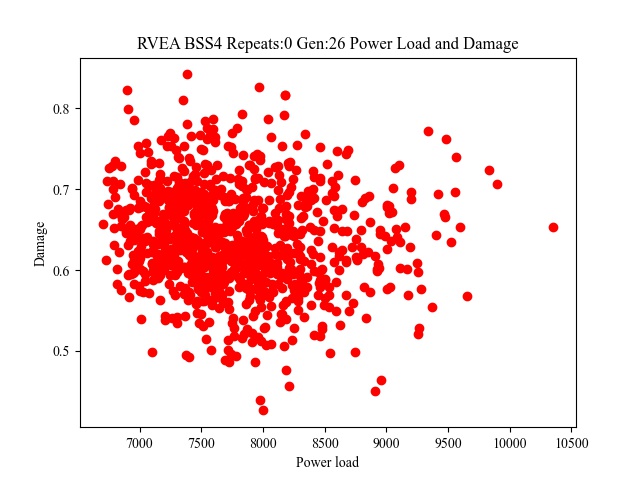 RVEA BSS4 Repeats:0 Gen:26 Power Load and Damage
0.8
0.7
0.6
0.5
Damage
7000 7500 8000 8500 9000 9500 10000 10500
Power load